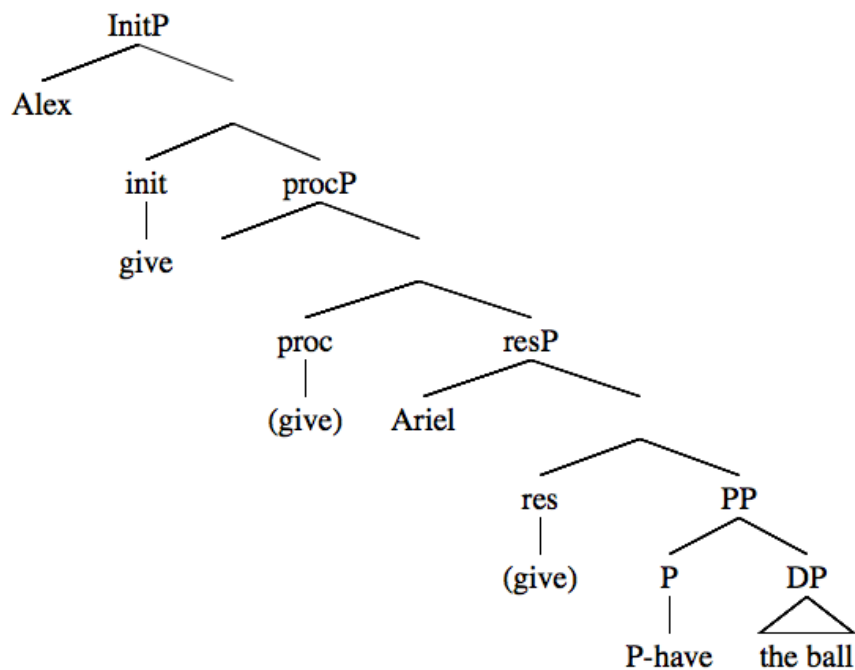 InitP
Alex
init procP
give
proc resP
(give) Ariel
res PP
(give) P DP
P-have the ball